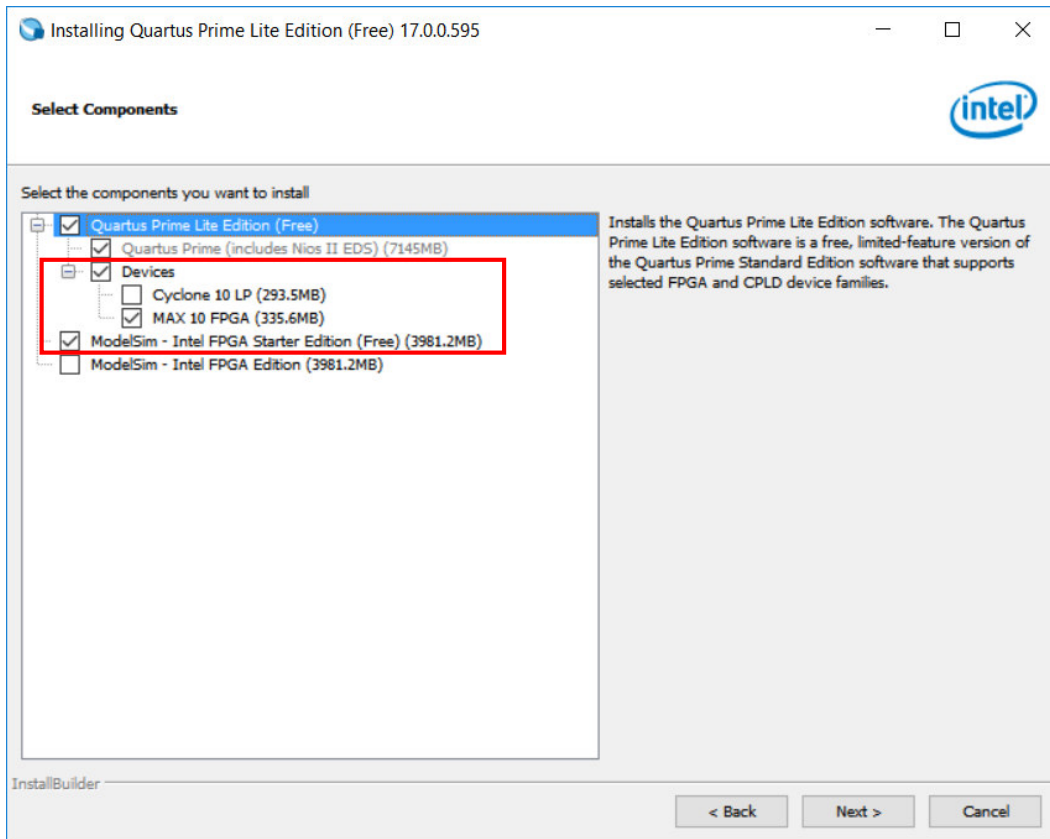 Installing Quartus Prime Lite Edition (Free) 17.0.0.595
Select Components
intel
Select the components you want to install
Quartus Prime Lite Edition (Free)
Quartus Prime (includes Nios II EDS) (7145MB)
Devices
Cyclone 10 LP (293.5MB)
MAX 10 FPGA (335.6MB)
ModelSim - Intel FPGA Starter Edition (Free) (3981.2MB)
ModelSim - Intel FPGA Edition (3981.2MB)
Installs the Quartus Prime Lite Edition software. The Quartus
Prime Lite Edition software is a free, limited-feature version of
the Quartus Prime Standard Edition software that supports
selected FPGA and CPLD device families.
InstallBuilder
< Back
Next >
Cancel